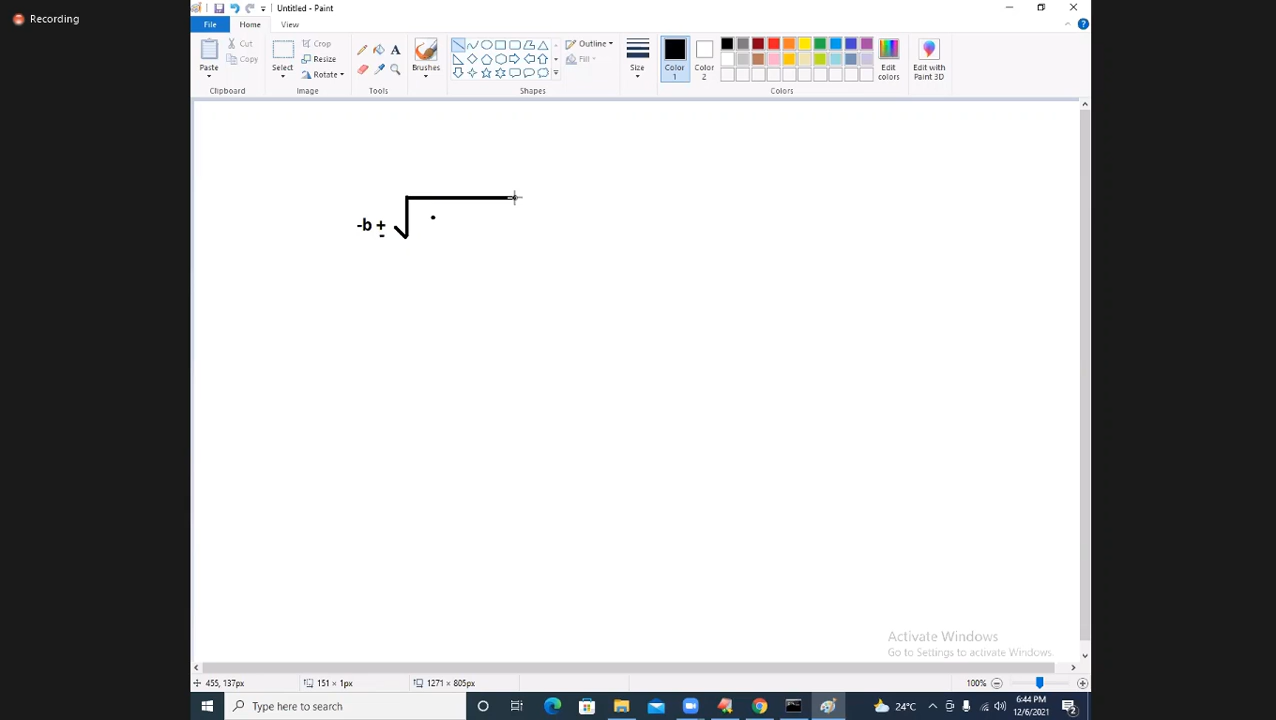 Recording
Untitled - Paint
File Home View
Paste
Cut
Copy
Clipboard
Select
Crop
Resize
Rotate
Image
Tools
Brushes
Outline
Fill
Shapes
Size
Color 1
Color 2
Edit colors
Colors
Edit with Paint 3D
-b ±√
Activate Windows
Go to Settings to activate Windows.
455, 137px 151 × 1px 1271 × 805px 100%
Type here to search
24°C
6:44 PM
12/6/2021
2